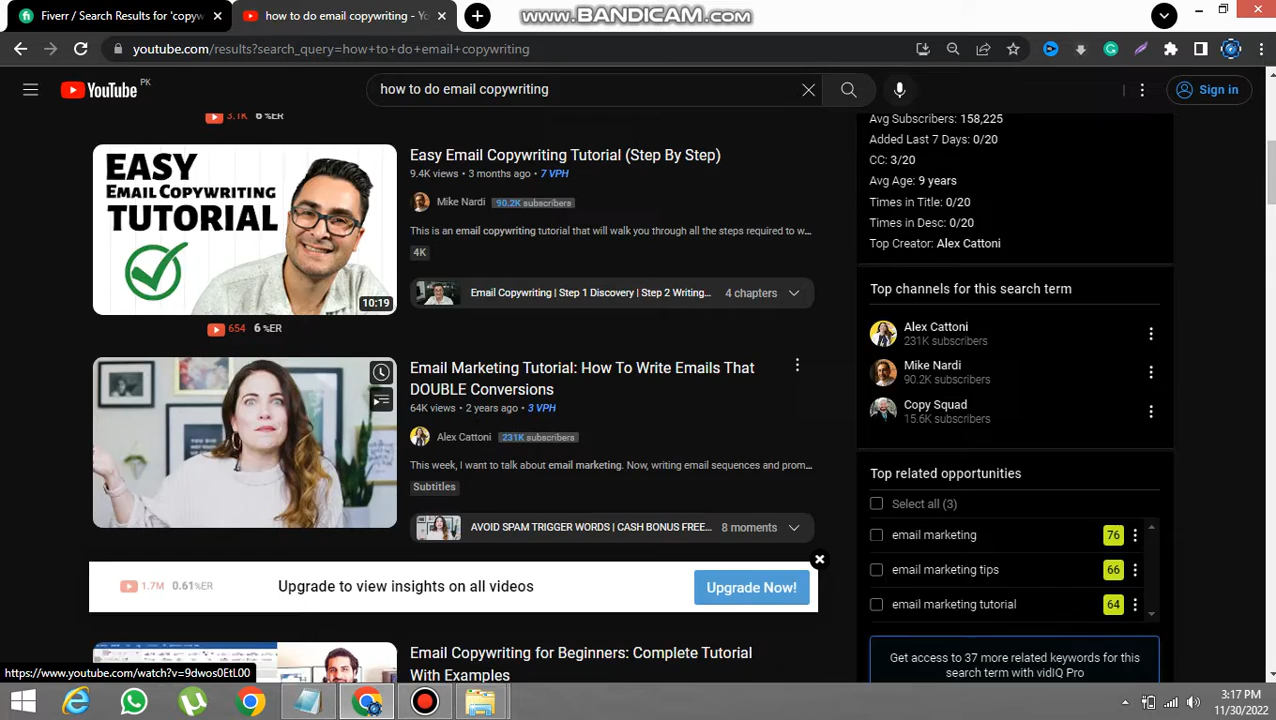 Fiverr / Search Results for 'copyw
how to do email copywriting - Yo
www.BANDICAM.com
youtube.com/results?search_query=how+to+do+email+copywriting
YouTube PK
how to do email copywriting
Sign in
3.1K 6 %ER
EASY
EMAIL COPYWRITING
TUTORIAL
10:19
Easy Email Copywriting Tutorial (Step By Step)
9.4K views • 3 months ago • 7 VPH
Mike Nardi 90.2K subscribers
This is an email copywriting tutorial that will walk you through all the steps required to w...
4K
Email Copywriting | Step 1 Discovery | Step 2 Writing... 4 chapters
654 6 %ER
Email Marketing Tutorial: How To Write Emails That
DOUBLE Conversions
64K views • 2 years ago • 3 VPH
Alex Cattoni 231K subscribers
This week, I want to talk about email marketing. Now, writing email sequences and prom...
Subtitles
AVOID SPAM TRIGGER WORDS | CASH BONUS FREE... 8 moments
1.7M 0.61%ER
Upgrade to view insights on all videos
Upgrade Now!
Email Copywriting for Beginners: Complete Tutorial
With Examples
Avg Subscribers: 158,225
Added Last 7 Days: 0/20
CC: 3/20
Avg Age: 9 years
Times in Title: 0/20
Times in Desc: 0/20
Top Creator: Alex Cattoni
Top channels for this search term
Alex Cattoni
231K subscribers
Mike Nardi
90.2K subscribers
Copy Squad
15.6K subscribers
Top related opportunities
Select all (3)
email marketing 76
email marketing tips 66
email marketing tutorial 64
Get access to 37 more related keywords for this
search term with vidIQ Pro
https://www.youtube.com/watch?v=9dwos0EtL00
3:17 PM
11/30/2022